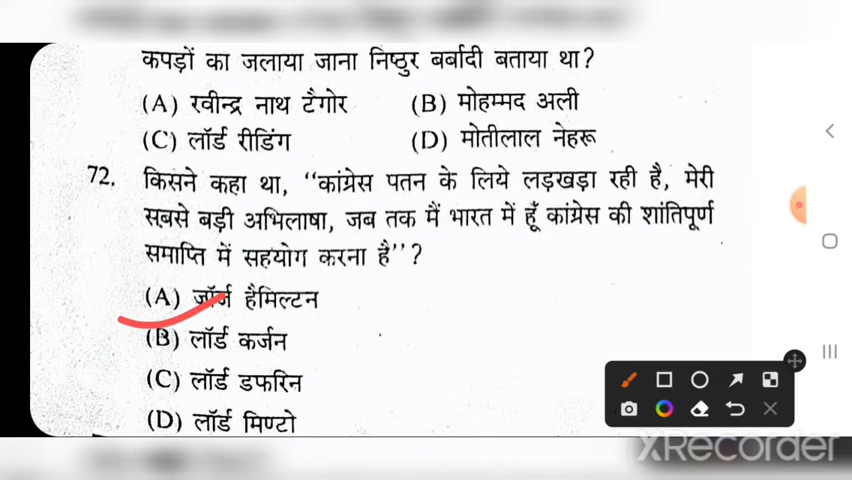 कपड़ों का जलाया जाना निष्ठुर बर्बादी बताया था?
(A) रवीन्द्र नाथ टैगोर (B) मोहम्मद अली
(C) लॉर्ड रीडिंग (D) मोतीलाल नेहरू
72. किसने कहा था, "कांग्रेस पतन के लिये लड़खड़ा रही है, मेरी
सबसे बड़ी अभिलाषा, जब तक मैं भारत में हूँ कांग्रेस की शांतिपूर्ण
समाप्ति में सहयोग करना है"?
(A) जॉर्ज हैमिल्टन
(B) लॉर्ड कर्जन
(C) लॉर्ड डफरिन
(D) लॉर्ड मिण्टो
XRecorder